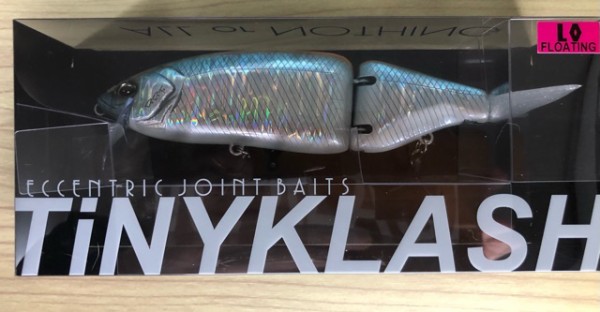 ALL or NOTHING
LO
FLOATING
ECCENTRIC JOINT BAITS
TiNYKLASH